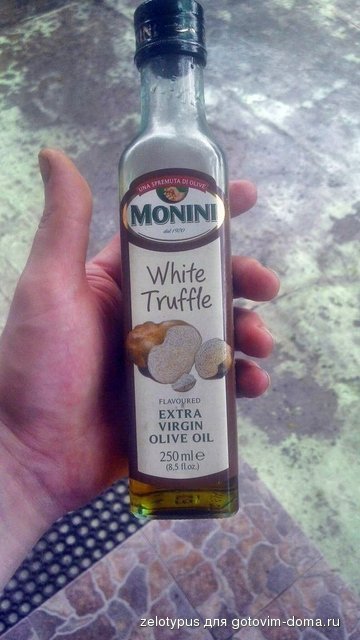 UNA SPREMUTA DI OLIVE
MONINI
dal 1920
White
Truffle
FLAVOURED
EXTRA
VIRGIN
OLIVE OIL
250 ml ℮
(8.5 fl.oz.)
zelotypus для gotovim-doma.ru